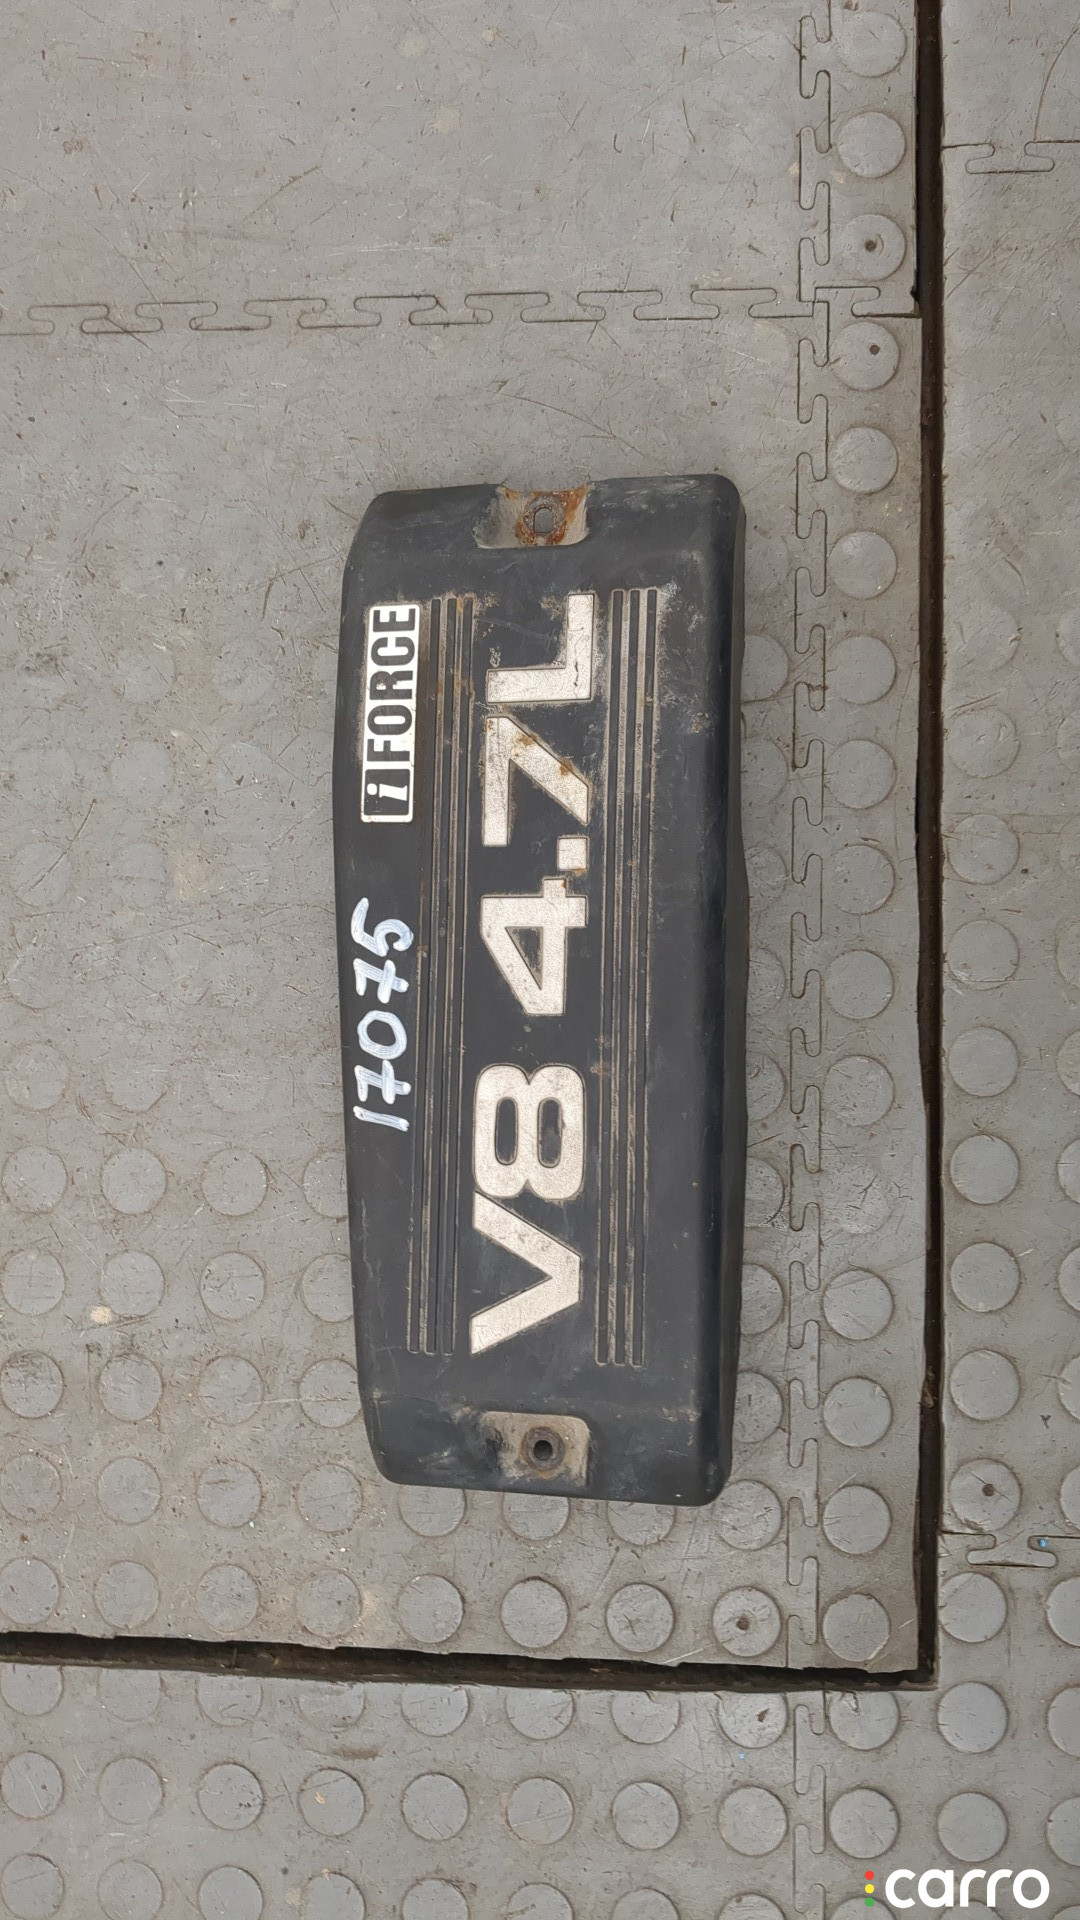 iFORCE
17075
V8 4.7L
carro